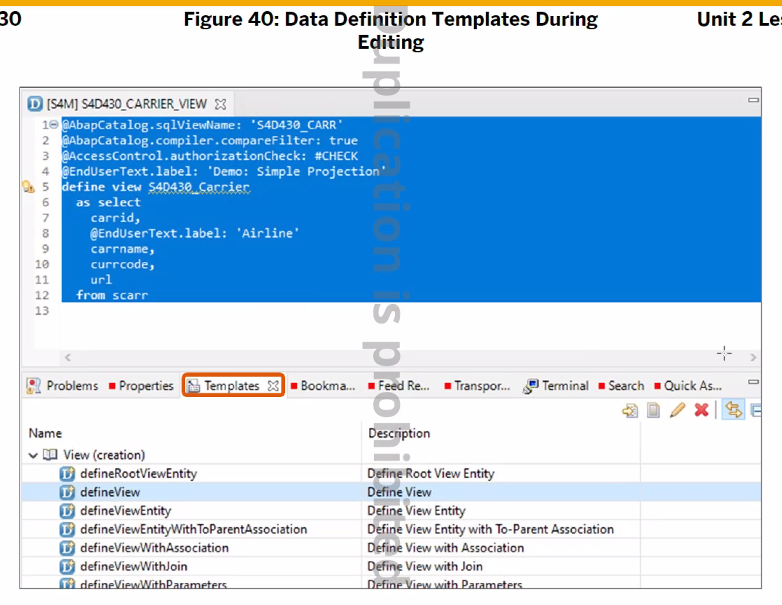 30
Figure 40: Data Definition Templates During
Editing
Unit 2 Les
[S4M] S4D430_CARRIER_VIEW
1 @AbapCatalog.sqlViewName: 'S4D430_CARR'
2 @AbapCatalog.compiler.compareFilter: true
3 @AccessControl.authorizationCheck: #CHECK
4 @EndUserText.label: 'Demo: Simple Projection'
5 define view S4D430_Carrier
6 as select
7 carrid,
8 @EndUserText.label: 'Airline'
9 carrname,
10 currcode,
11 url
12 from scarr
13
Problems Properties Templates Bookma... Feed Re... Transpor... Terminal Search Quick As...
Name Description
View (creation)
defineRootViewEntity Define Root View Entity
defineView Define View
defineViewEntity Define View Entity
defineViewEntityWithToParentAssociation Define View Entity with To-Parent Association
defineViewWithAssociation Define View with Association
defineViewWithJoin Define View with Join
defineViewWithParameters Define View with Parameters
duplication is prohibited